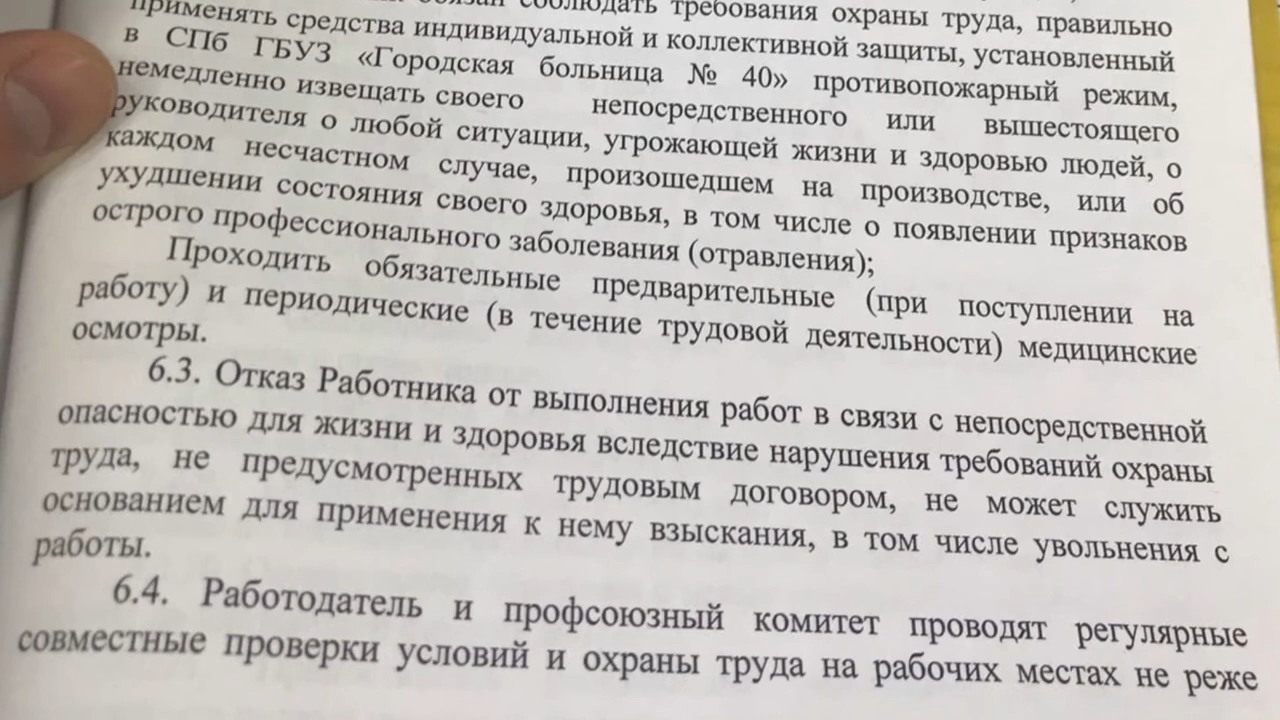 соблюдать требования охраны труда, правильно
применять средства индивидуальной и коллективной защиты, установленный
в СПб ГБУЗ «Городская больница № 40» противопожарный режим,
немедленно извещать своего непосредственного или вышестоящего
руководителя о любой ситуации, угрожающей жизни и здоровью людей, о
каждом несчастном случае, произошедшем на производстве, или об
ухудшении состояния своего здоровья, в том числе о появлении признаков
острого профессионального заболевания (отравления);
Проходить обязательные предварительные (при поступлении на
работу) и периодические (в течение трудовой деятельности) медицинские
осмотры.
6.3. Отказ Работника от выполнения работ в связи с непосредственной
опасностью для жизни и здоровья вследствие нарушения требований охраны
труда, не предусмотренных трудовым договором, не может служить
основанием для применения к нему взыскания, в том числе увольнения с
работы.
6.4. Работодатель и профсоюзный комитет проводят регулярные
совместные проверки условий и охраны труда на рабочих местах не реже